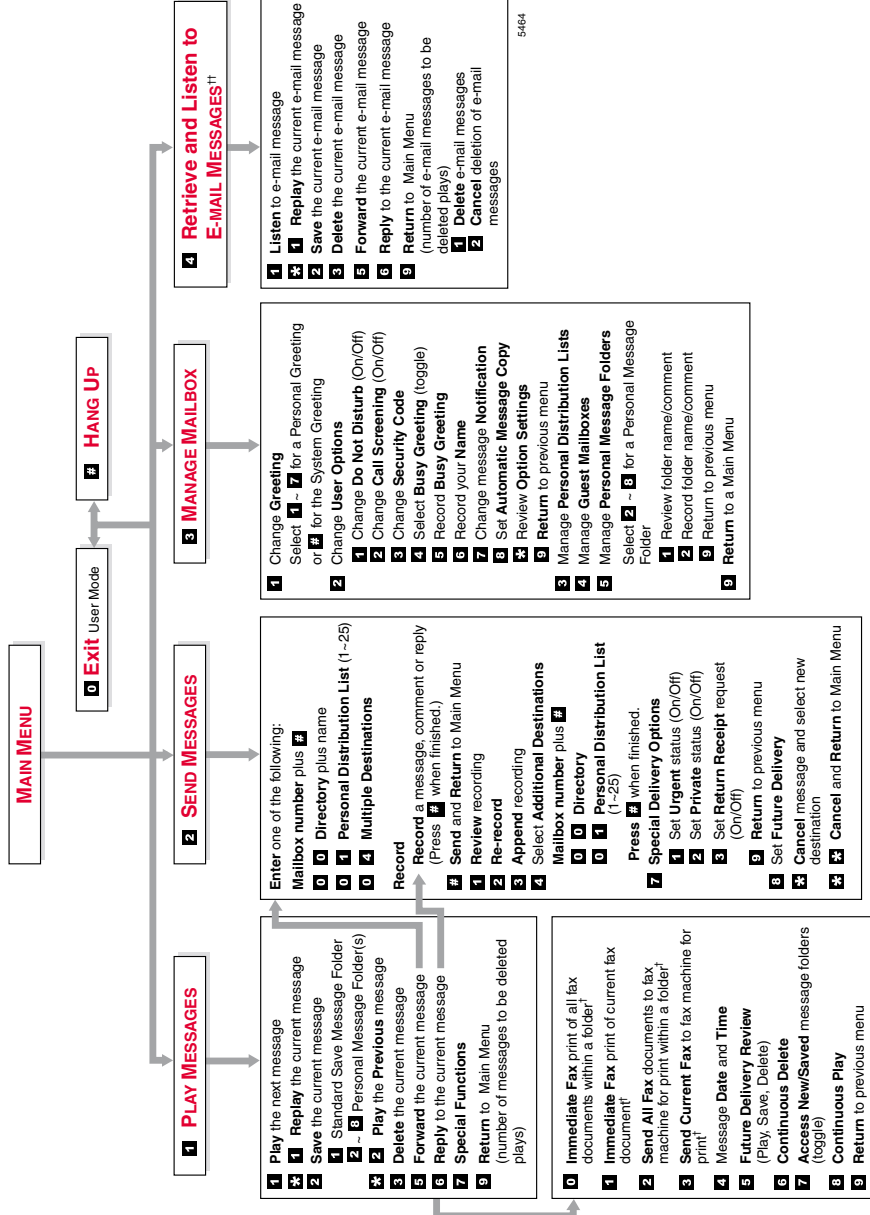 MAIN MENU
0 Exit User Mode
# HANG UP
1 PLAY MESSAGES
1 Play the next message
* 1 Replay the current message
2 Save the current message
1 Standard Save Message Folder
2 ~ 8 Personal Message Folder(s)
* 2 Play the Previous message
3 Delete the current message
5 Forward the current message
6 Reply to the current message
7 Special Functions
9 Return to Main Menu
(number of messages to be deleted
plays)
0 Immediate Fax print of all fax
documents within a folder†
1 Immediate Fax print of current fax
document†
2 Send All Fax documents to fax
machine for print within a folder†
3 Send Current Fax to fax machine for
print†
4 Message Date and Time
5 Future Delivery Review
(Play, Save, Delete)
6 Continuous Delete
7 Access New/Saved message folders
(toggle)
8 Continuous Play
9 Return to previous menu
2 SEND MESSAGES
Enter one of the following:
Mailbox number plus #
0 0 Directory plus name
0 1 Personal Distribution List (1~25)
0 4 Multiple Destinations
Record
Record a message, comment or reply
(Press # when finished.)
# Send and Return to Main Menu
1 Review recording
2 Re-record
3 Append recording
4 Select Additional Destinations
Mailbox number plus #
0 0 Directory
0 1 Personal Distribution List
(1~25)
Press # when finished.
7 Special Delivery Options
1 Set Urgent status (On/Off)
2 Set Private status (On/Off)
3 Set Return Receipt request
(On/Off)
9 Return to previous menu
8 Set Future Delivery
* Cancel message and select new
destination
* * Cancel and Return to Main Menu
3 MANAGE MAILBOX
1 Change Greeting
Select 1 ~ 7 for a Personal Greeting
or # for the System Greeting
2 Change User Options
1 Change Do Not Disturb (On/Off)
2 Change Call Screening (On/Off)
3 Change Security Code
4 Select Busy Greeting (toggle)
5 Record Busy Greeting
6 Record your Name
7 Change message Notification
8 Set Automatic Message Copy
* Review Option Settings
9 Return to previous menu
3 Manage Personal Distribution Lists
4 Manage Guest Mailboxes
5 Manage Personal Message Folders
Select 2 ~ 8 for a Personal Message
Folder
1 Review folder name/comment
2 Record folder name/comment
9 Return to previous menu
9 Return to a Main Menu
4 Retrieve and Listen to
E-MAIL MESSAGES††
1 Listen to e-mail message
* 1 Replay the current e-mail message
2 Save the current e-mail message
3 Delete the current e-mail message
5 Forward the current e-mail message
6 Reply to the current e-mail message
9 Return to Main Menu
(number of e-mail messages to be
deleted plays)
1 Delete e-mail messages
2 Cancel deletion of e-mail
messages
5464